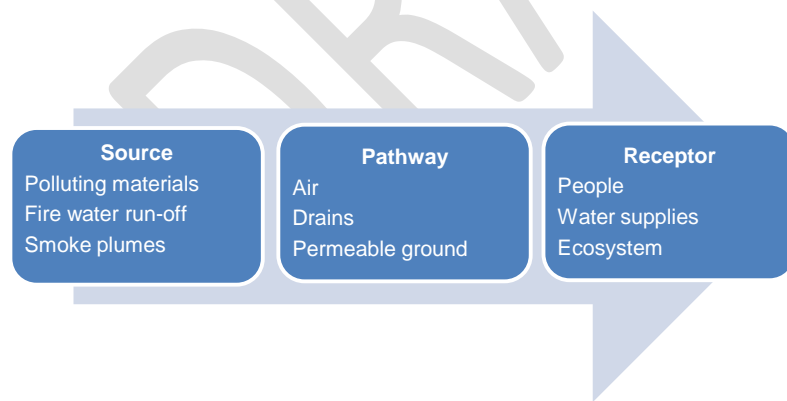 Source
Polluting materials
Fire water run-off
Smoke plumes
Pathway
Air
Drains
Permeable ground
Receptor
People
Water supplies
Ecosystem